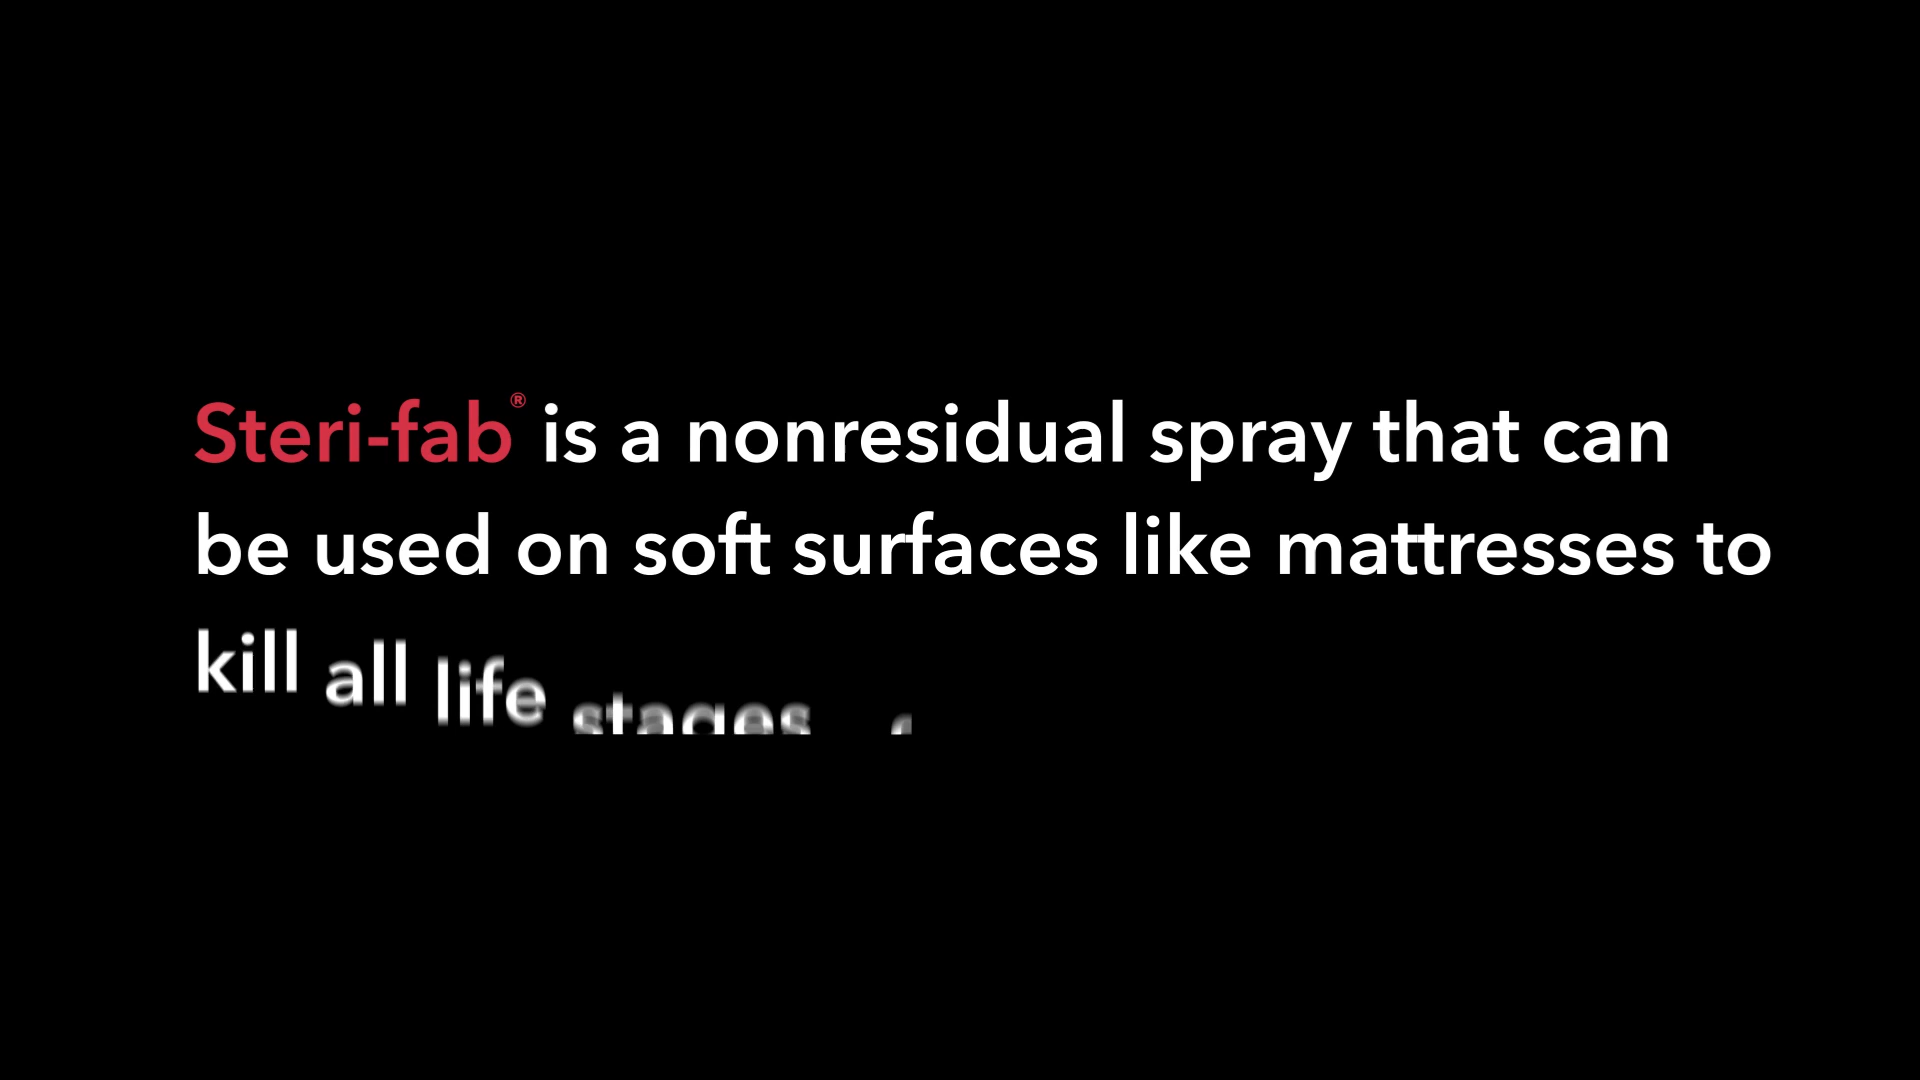 Steri-fab® is a nonresidual spray that can
be used on soft surfaces like mattresses to
kill all life stages